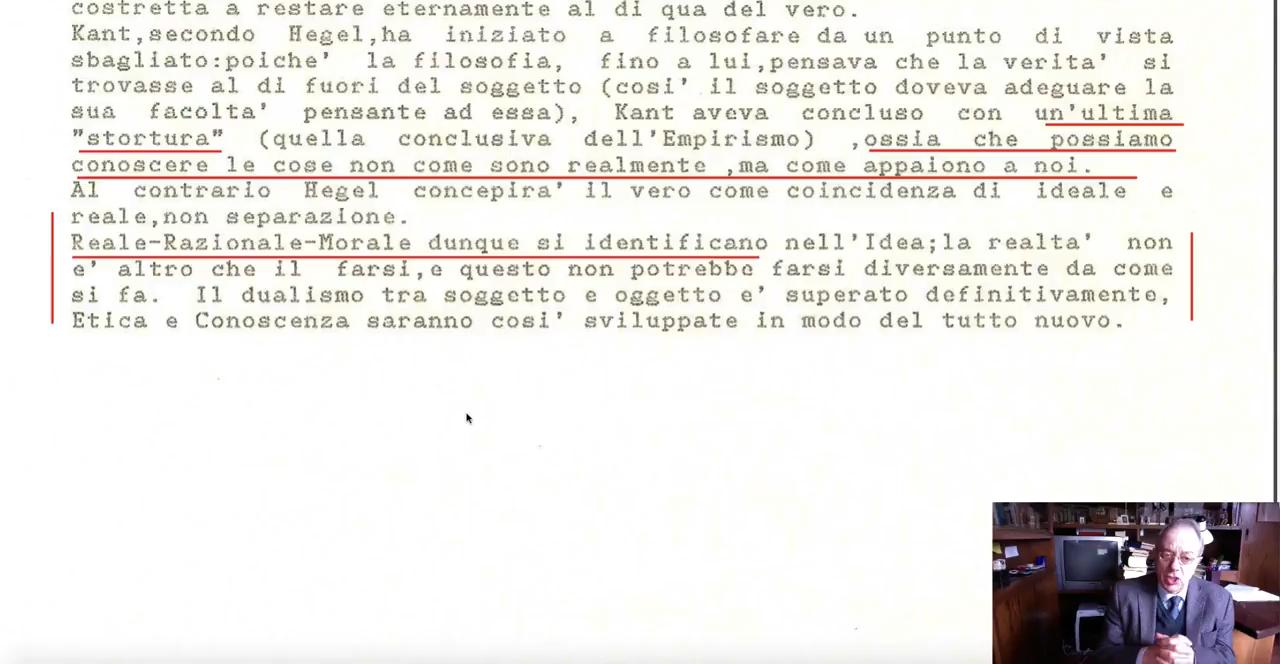 costretta a restare eternamente al di qua del vero.
Kant,secondo Hegel,ha iniziato a filosofare da un punto di vista
sbagliato:poiche' la filosofia, fino a lui,pensava che la verita' si
trovasse al di fuori del soggetto (cosi' il soggetto doveva adeguare la
sua facolta' pensante ad essa), Kant aveva concluso con un'ultima
"stortura" (quella conclusiva dell'Empirismo) ,ossia che possiamo
conoscere le cose non come sono realmente ,ma come appaiono a noi.
Al contrario Hegel concepira' il vero come coincidenza di ideale e
reale,non separazione.
Reale-Razionale-Morale dunque si identificano nell'Idea;la realta' non
e' altro che il farsi,e questo non potrebbe farsi diversamente da come
si fa. Il dualismo tra soggetto e oggetto e' superato definitivamente,
Etica e Conoscenza saranno cosi' sviluppate in modo del tutto nuovo.